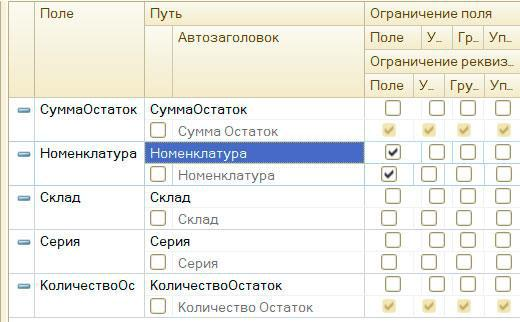 Поле Путь Ограничение поля
Автозаголовок Поле У... Гр... Уп...
Ограничение реквиз...
Поле У... Гру... Уп...
СуммаОстаток СуммаОстаток
Сумма Остаток
Номенклатура Номенклатура
Номенклатура
Склад Склад
Склад
Серия Серия
Серия
КоличествоОс КоличествоОстаток
Количество Остаток